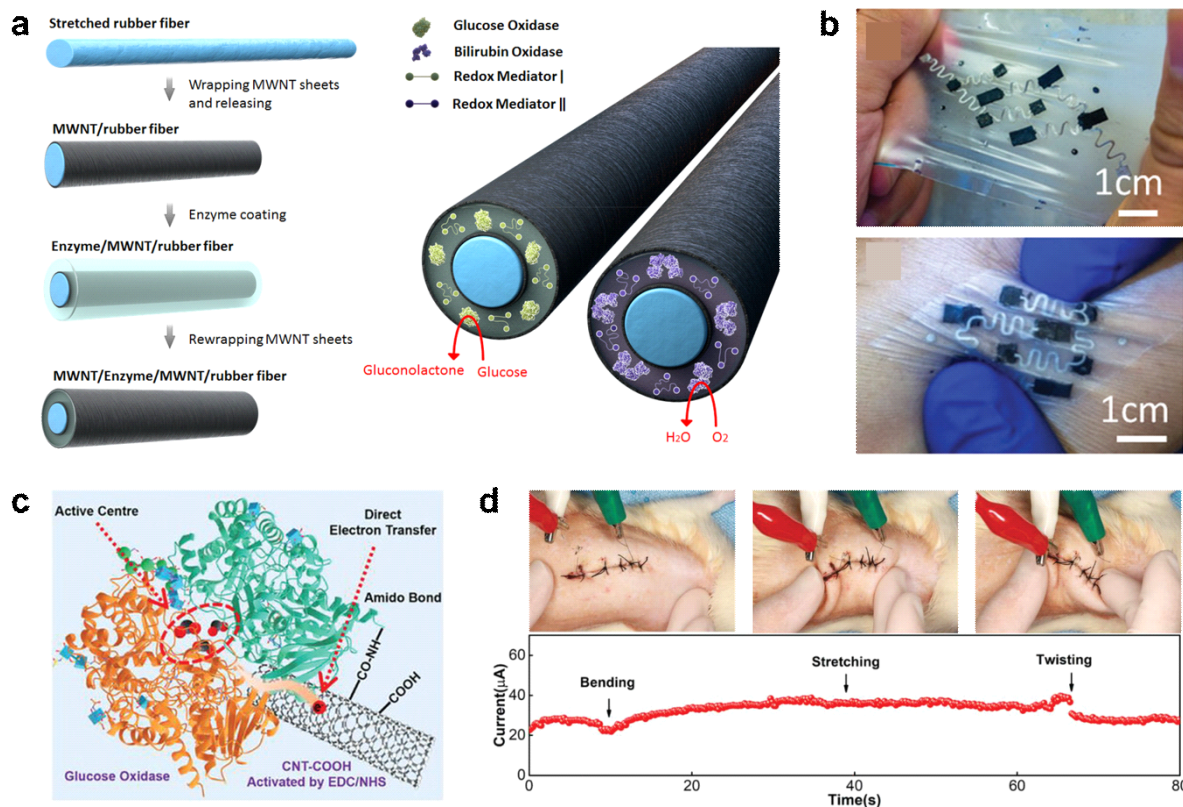 a
Stretched rubber fiber
Wrapping MWNT sheets
and releasing
MWNT/rubber fiber
Enzyme coating
Enzyme/MWNT/rubber fiber
Rewrapping MWNT sheets
MWNT/Enzyme/MWNT/rubber fiber
Glucose Oxidase
Bilirubin Oxidase
Redox Mediator |
Redox Mediator ||
Gluconolactone
Glucose
H₂O
O₂
b
1cm
1cm
c
Active Centre
Direct
Electron Transfer
Amido Bond
CO-NH
COOH
Glucose Oxidase
CNT-COOH
Activated by EDC/NHS
d
Current(μA)
60
40
20
0
Bending
Stretching
Twisting
0
20
40
60
80
Time(s)